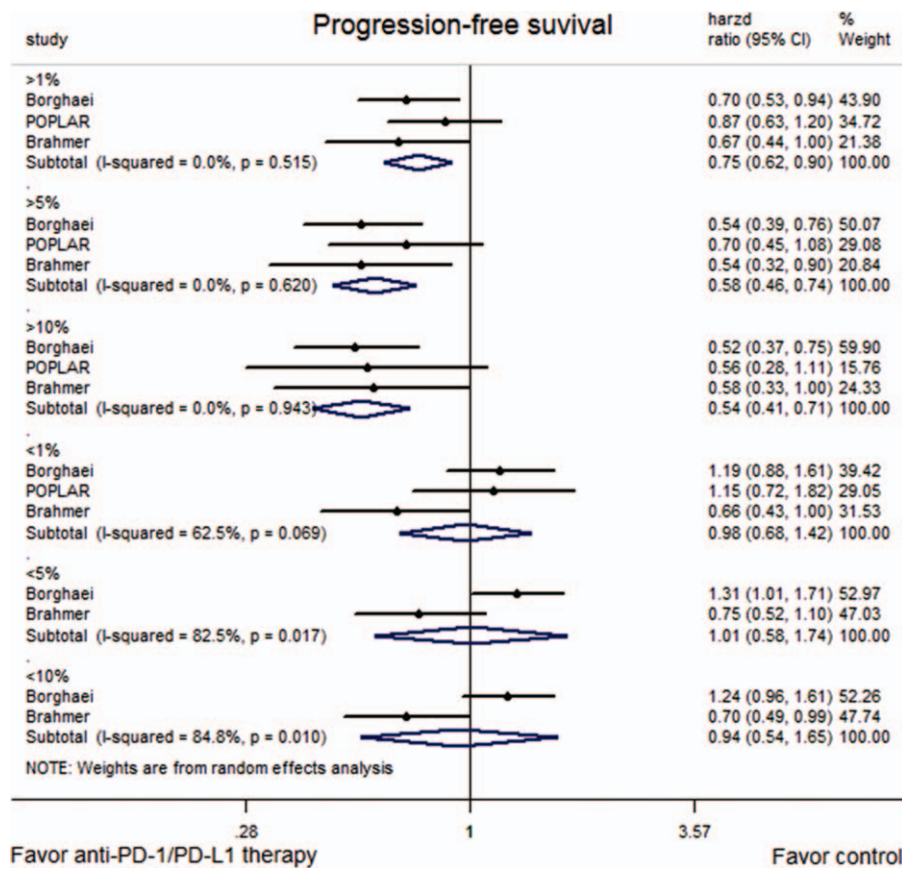 Progression-free suvival
harzd %
study ratio (95% CI) Weight
>1%
Borghaei 0.70 (0.53, 0.94) 43.90
POPLAR 0.87 (0.63, 1.20) 34.72
Brahmer 0.67 (0.44, 1.00) 21.38
Subtotal (I-squared = 0.0%, p = 0.515) 0.75 (0.62, 0.90) 100.00
.
>5%
Borghaei 0.54 (0.39, 0.76) 50.07
POPLAR 0.70 (0.45, 1.08) 29.08
Brahmer 0.54 (0.32, 0.90) 20.84
Subtotal (I-squared = 0.0%, p = 0.620) 0.58 (0.46, 0.74) 100.00
.
>10%
Borghaei 0.52 (0.37, 0.75) 59.90
POPLAR 0.56 (0.28, 1.11) 15.76
Brahmer 0.58 (0.33, 1.00) 24.33
Subtotal (I-squared = 0.0%, p = 0.943) 0.54 (0.41, 0.71) 100.00
.
<1%
Borghaei 1.19 (0.88, 1.61) 39.42
POPLAR 1.15 (0.72, 1.82) 29.05
Brahmer 0.66 (0.43, 1.00) 31.53
Subtotal (I-squared = 62.5%, p = 0.069) 0.98 (0.68, 1.42) 100.00
.
<5%
Borghaei 1.31 (1.01, 1.71) 52.97
Brahmer 0.75 (0.52, 1.10) 47.03
Subtotal (I-squared = 82.5%, p = 0.017) 1.01 (0.58, 1.74) 100.00
.
<10%
Borghaei 1.24 (0.96, 1.61) 52.26
Brahmer 0.70 (0.49, 0.99) 47.74
Subtotal (I-squared = 84.8%, p = 0.010) 0.94 (0.54, 1.65) 100.00
NOTE: Weights are from random effects analysis
.28 1 3.57
Favor anti-PD-1/PD-L1 therapy Favor control